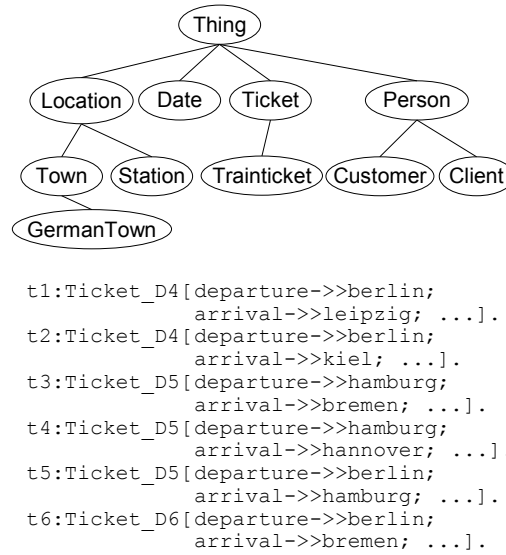 Thing
Location Date Ticket Person
Town Station Trainticket Customer Client
GermanTown
t1:Ticket_D4[departure->>berlin;
arrival->>leipzig; ...].
t2:Ticket_D4[departure->>berlin;
arrival->>kiel; ...].
t3:Ticket_D5[departure->>hamburg;
arrival->>bremen; ...].
t4:Ticket_D5[departure->>hamburg;
arrival->>hannover; ...]
t5:Ticket_D5[departure->>berlin;
arrival->>hamburg; ...].
t6:Ticket_D6[departure->>berlin;
arrival->>bremen; ...].